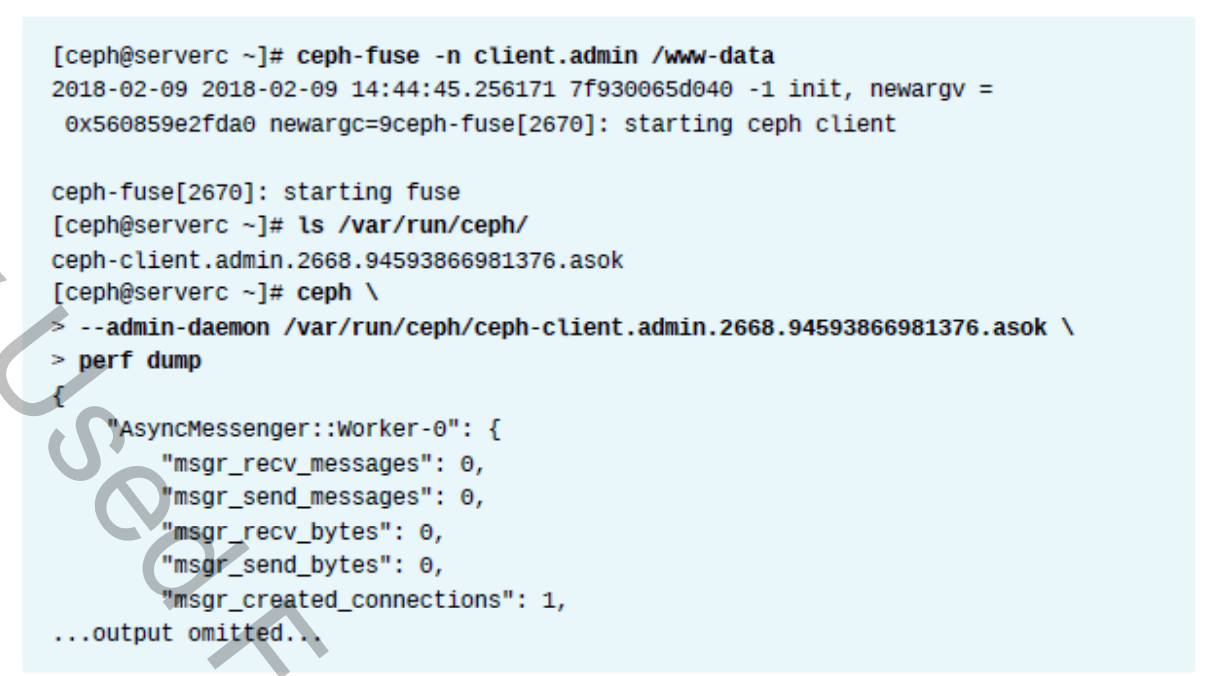 [ceph@serverc ~]# ceph-fuse -n client.admin /www-data
2018-02-09 2018-02-09 14:44:45.256171 7f930065d040 -1 init, newargv =
 0x560859e2fda0 newargc=9ceph-fuse[2670]: starting ceph client

ceph-fuse[2670]: starting fuse
[ceph@serverc ~]# ls /var/run/ceph/
ceph-client.admin.2668.94593866981376.asok
[ceph@serverc ~]# ceph \
> --admin-daemon /var/run/ceph/ceph-client.admin.2668.94593866981376.asok \
> perf dump
{
    "AsyncMessenger::Worker-0": {
        "msgr_recv_messages": 0,
        "msgr_send_messages": 0,
        "msgr_recv_bytes": 0,
        "msgr_send_bytes": 0,
        "msgr_created_connections": 1,
...output omitted...
Used